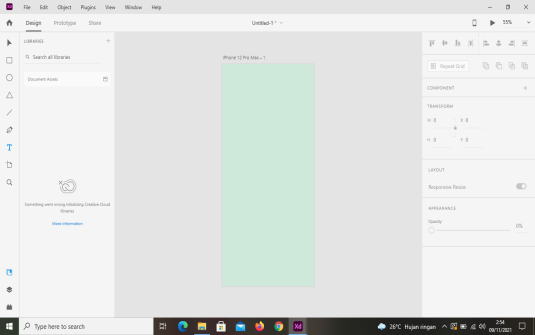 Xd File Edit Object Plugins View Window Help
Design Prototype Share Untitled-1 * 55%
LIBRARIES
Search all libraries
Document Assets
Something went wrong initializing Creative Cloud
libraries
More information
iPhone 12 Pro Max – 1
Repeat Grid
COMPONENT
TRANSFORM
W 0 X 0
H 0 Y 0
LAYOUT
Responsive Resize
APPEARANCE
Opacity
0%
Type here to search
Xd
26°C Hujan ringan
2:54
09/11/2021